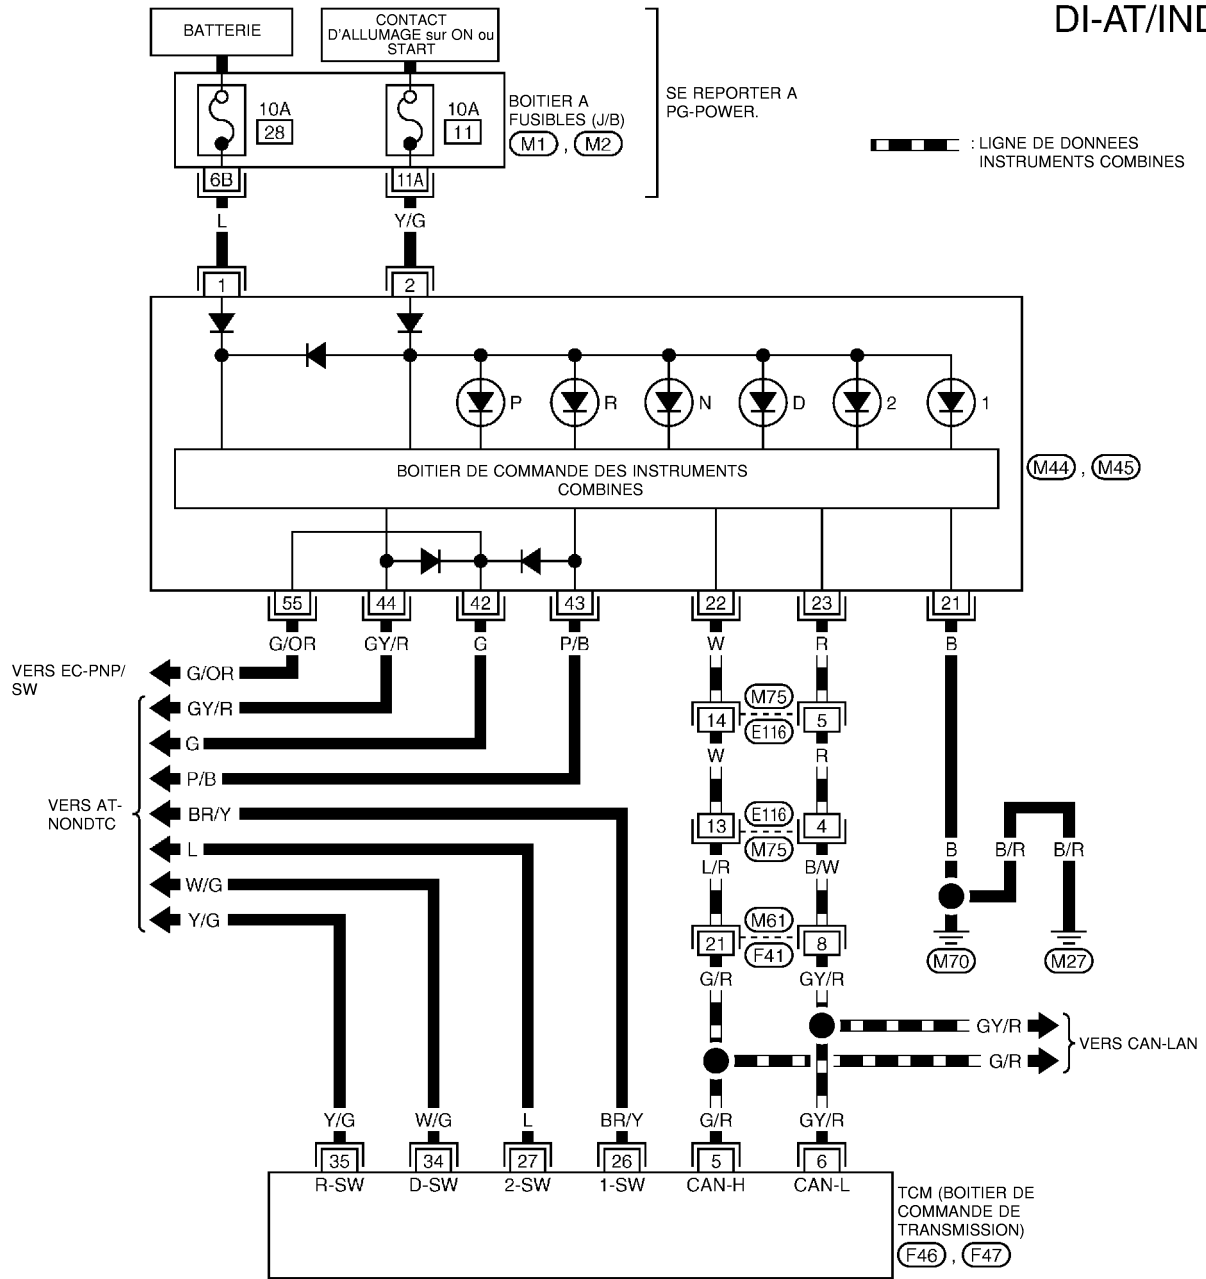 DI-AT/IND
BATTERIE
CONTACT
D'ALLUMAGE sur ON ou
START
10A
28
10A
11
BOITIER A
FUSIBLES (J/B)
M1 , M2
SE REPORTER A
PG-POWER.
: LIGNE DE DONNEES
INSTRUMENTS COMBINES
6B
11A
L
Y/G
1
2
P
R
N
D
2
1
BOITIER DE COMMANDE DES INSTRUMENTS
COMBINES
M44 , M45
55
44
42
43
22
23
21
G/OR
GY/R
G
P/B
W
R
B
VERS EC-PNP/
SW
G/OR
GY/R
G
P/B
VERS AT-
NONDTC
BR/Y
L
W/G
Y/G
M75
14
5
E116
W
R
E116
13
4
M75
L/R
B/W
B
B/R
B/R
M61
21
8
F41
G/R
GY/R
M70
M27
GY/R
G/R
VERS CAN-LAN
Y/G
W/G
L
BR/Y
G/R
GY/R
35
34
27
26
5
6
R-SW
D-SW
2-SW
1-SW
CAN-H
CAN-L
TCM (BOITIER DE
COMMANDE DE
TRANSMISSION)
F46 , F47